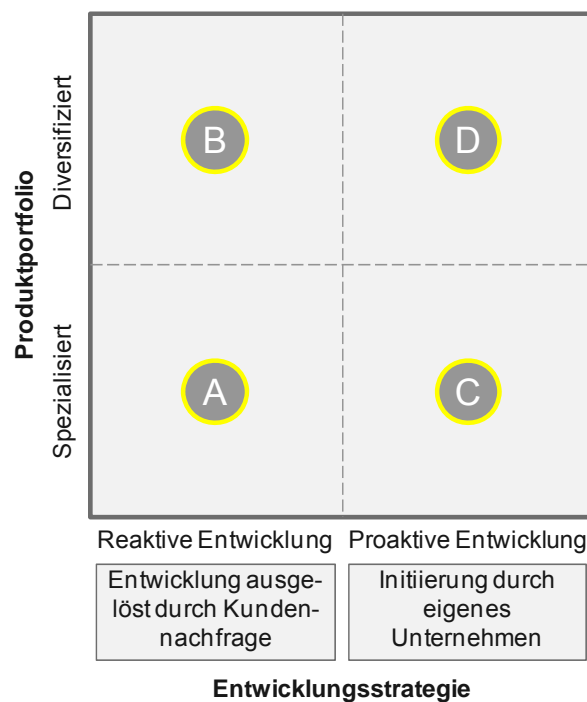 Produktportfolio
Diversifiziert
Spezialisiert
B
D
A
C
Reaktive Entwicklung
Proaktive Entwicklung
Entwicklung ausge-
löst durch Kunden-
nachfrage
Initiierung durch
eigenes
Unternehmen
Entwicklungsstrategie